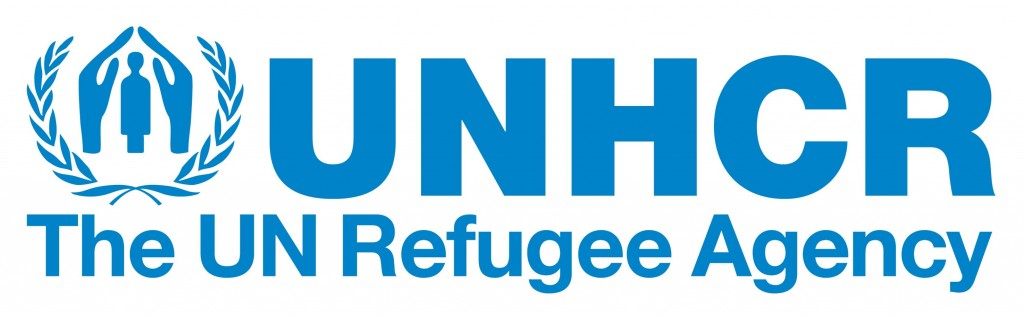 UNHCR
The UN Refugee Agency